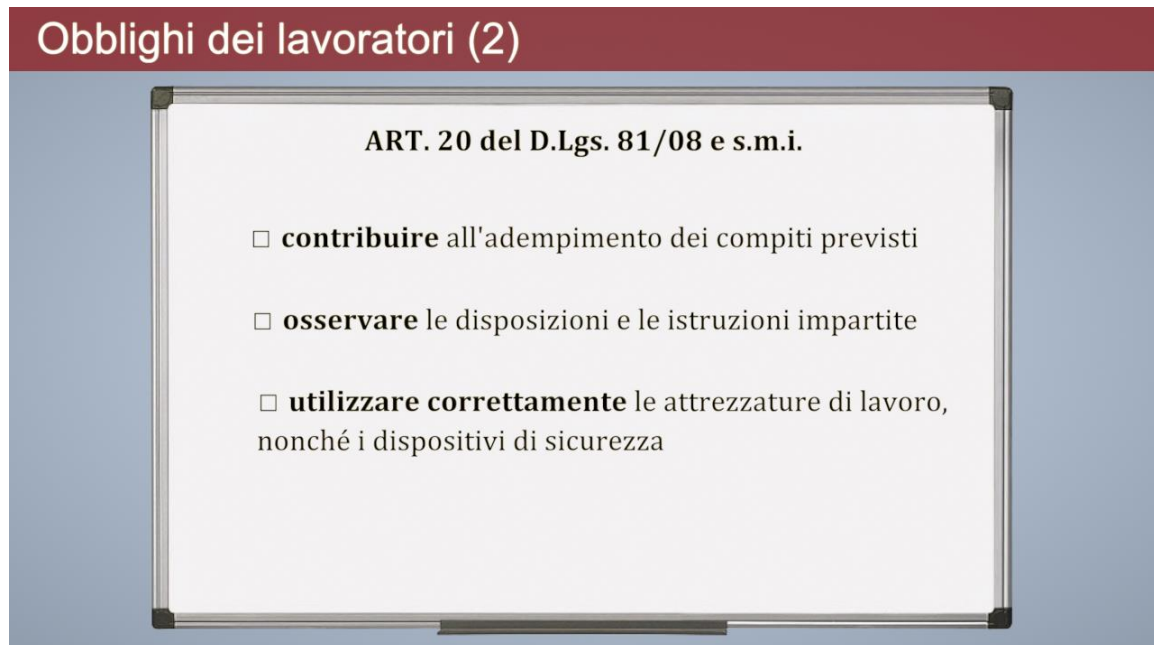 Obblighi dei lavoratori (2)
ART. 20 del D.Lgs. 81/08 e s.m.i.
□ contribuire all'adempimento dei compiti previsti
□ osservare le disposizioni e le istruzioni impartite
□ utilizzare correttamente le attrezzature di lavoro,
nonché i dispositivi di sicurezza